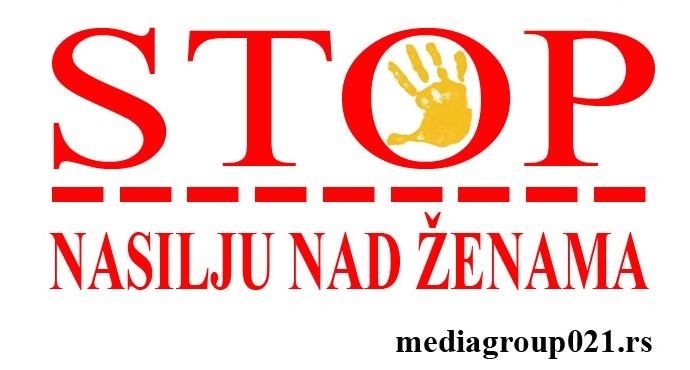 STOP
NASILJU NAD ŽENAMA
mediagroup021.rs